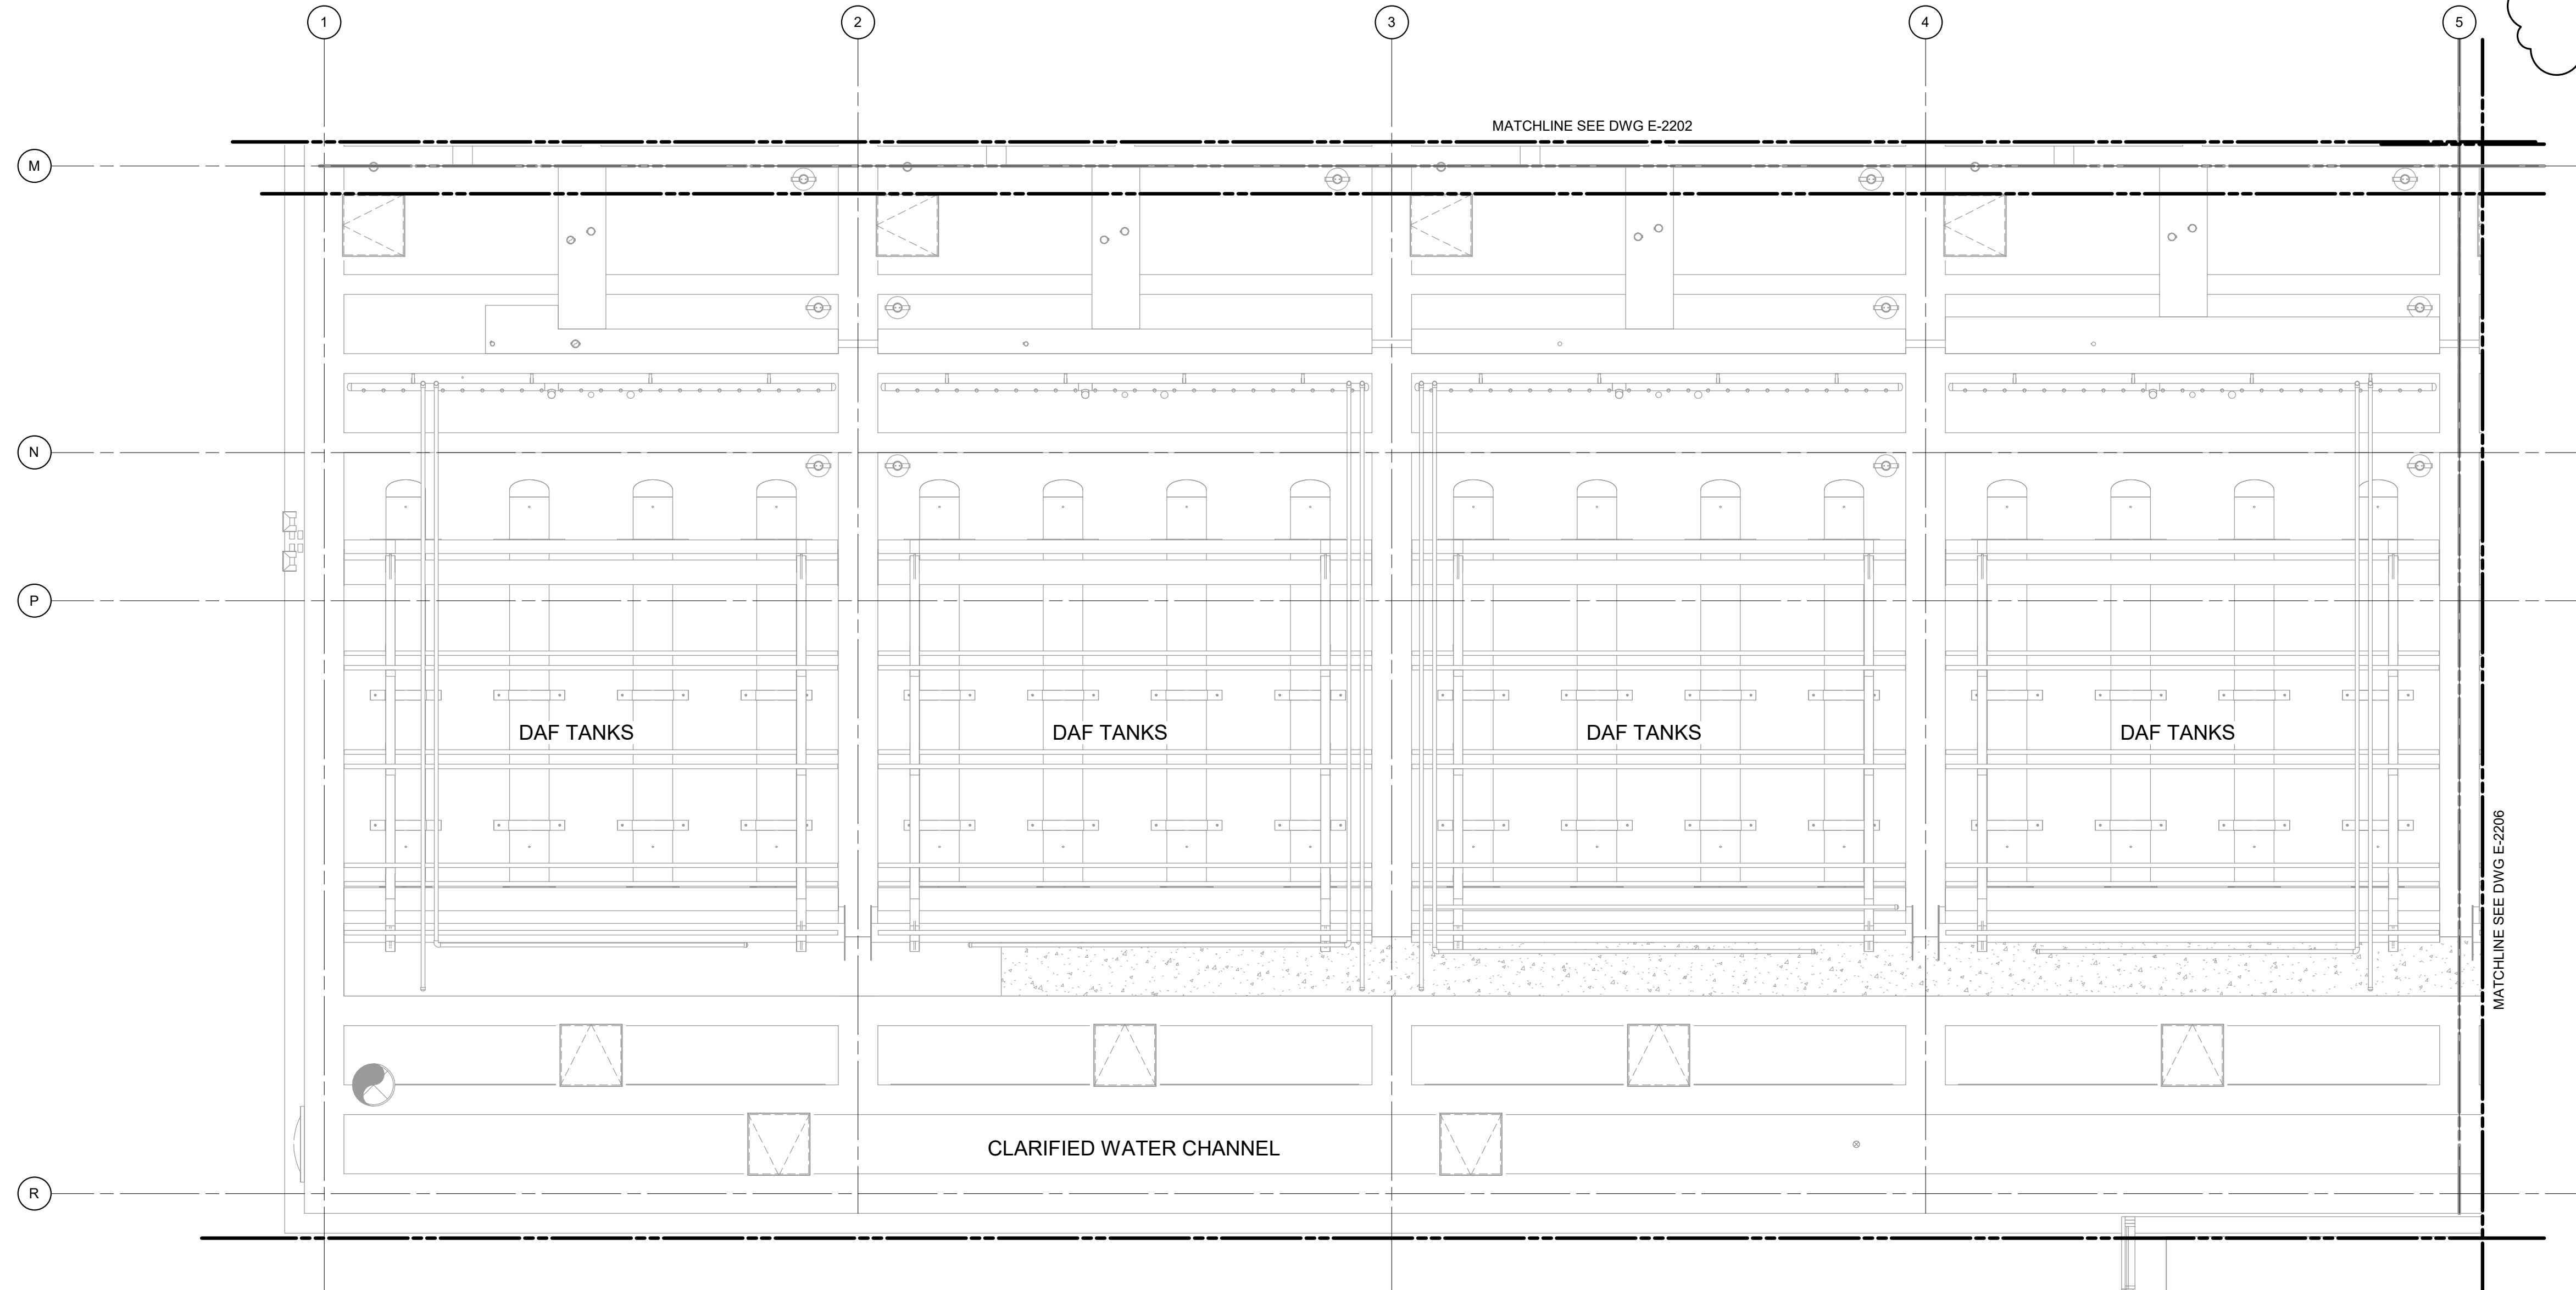 1 2 3 4 5
MATCHLINE SEE DWG E-2202
M
N
P
DAF TANKS DAF TANKS DAF TANKS DAF TANKS
MATCHLINE SEE DWG E-2206
CLARIFIED WATER CHANNEL
R